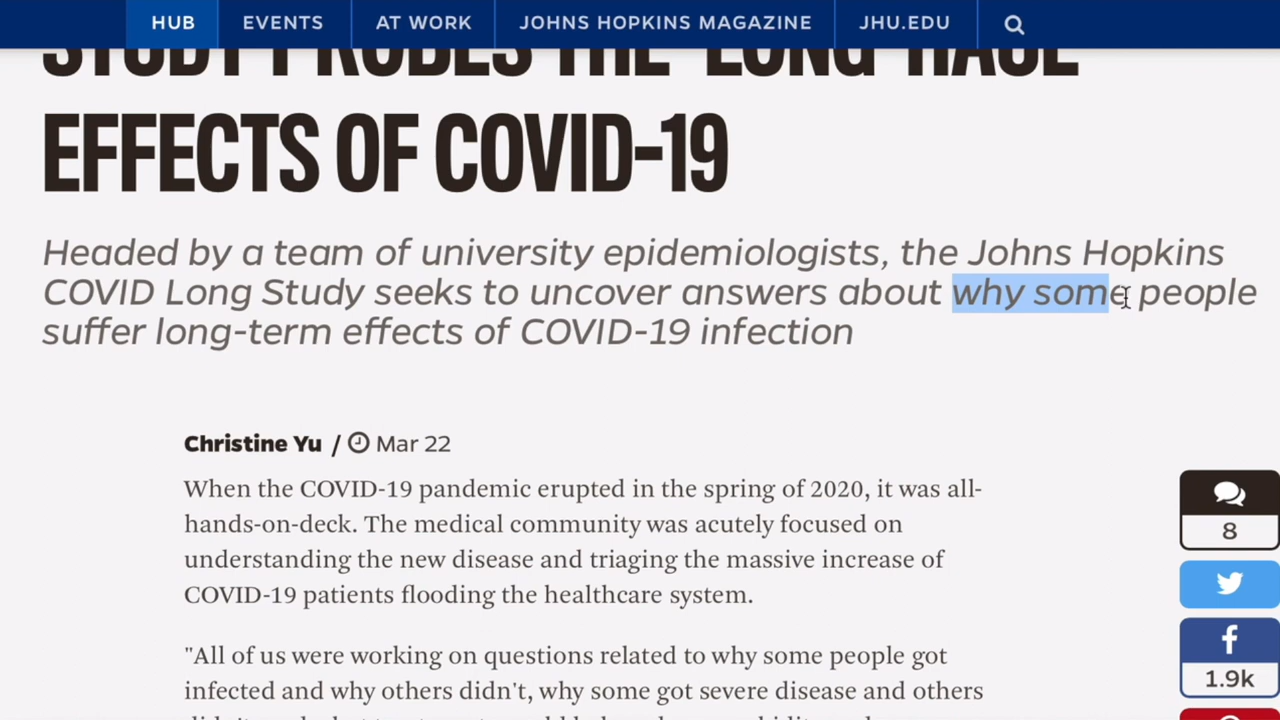 HUB EVENTS AT WORK JOHNS HOPKINS MAGAZINE JHU.EDU
STUDY PROBES THE 'LONG-HAUL'
EFFECTS OF COVID-19
Headed by a team of university epidemiologists, the Johns Hopkins
COVID Long Study seeks to uncover answers about why some people
suffer long-term effects of COVID-19 infection
Christine Yu / Mar 22
When the COVID-19 pandemic erupted in the spring of 2020, it was all-
hands-on-deck. The medical community was acutely focused on
understanding the new disease and triaging the massive increase of
COVID-19 patients flooding the healthcare system.
8
"All of us were working on questions related to why some people got
infected and why others didn't, why some got severe disease and others
1.9k